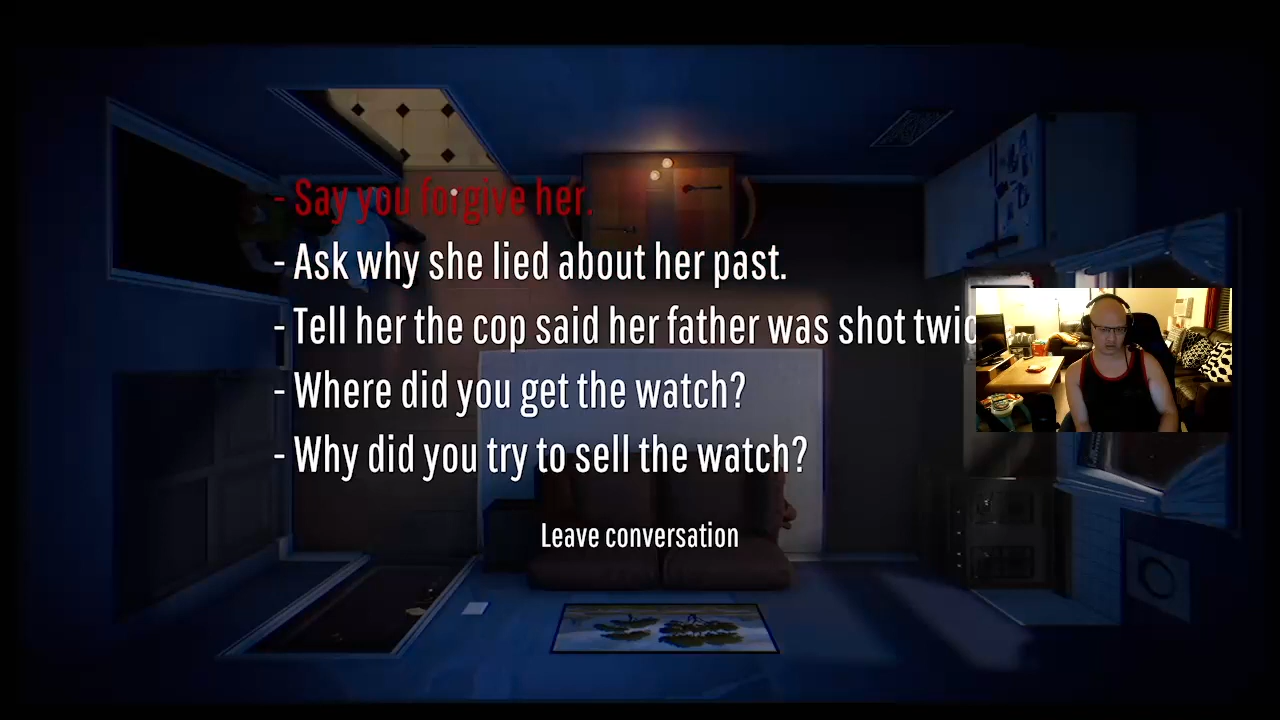 - Say you forgive her.
- Ask why she lied about her past.
- Tell her the cop said her father was shot
- Where did you get the watch?
- Why did you try to sell the watch?
Leave conversation